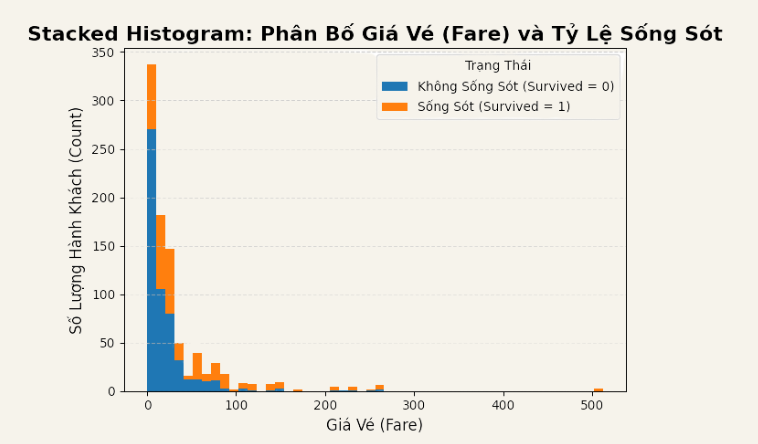 Stacked Histogram: Phân Bố Giá Vé (Fare) và Tỷ Lệ Sống Sót
Trạng Thái
Không Sống Sót (Survived = 0)
Sống Sót (Survived = 1)
Số Lượng Hành Khách (Count)
350
300
250
200
150
100
50
0
0 100 200 300 400 500
Giá Vé (Fare)